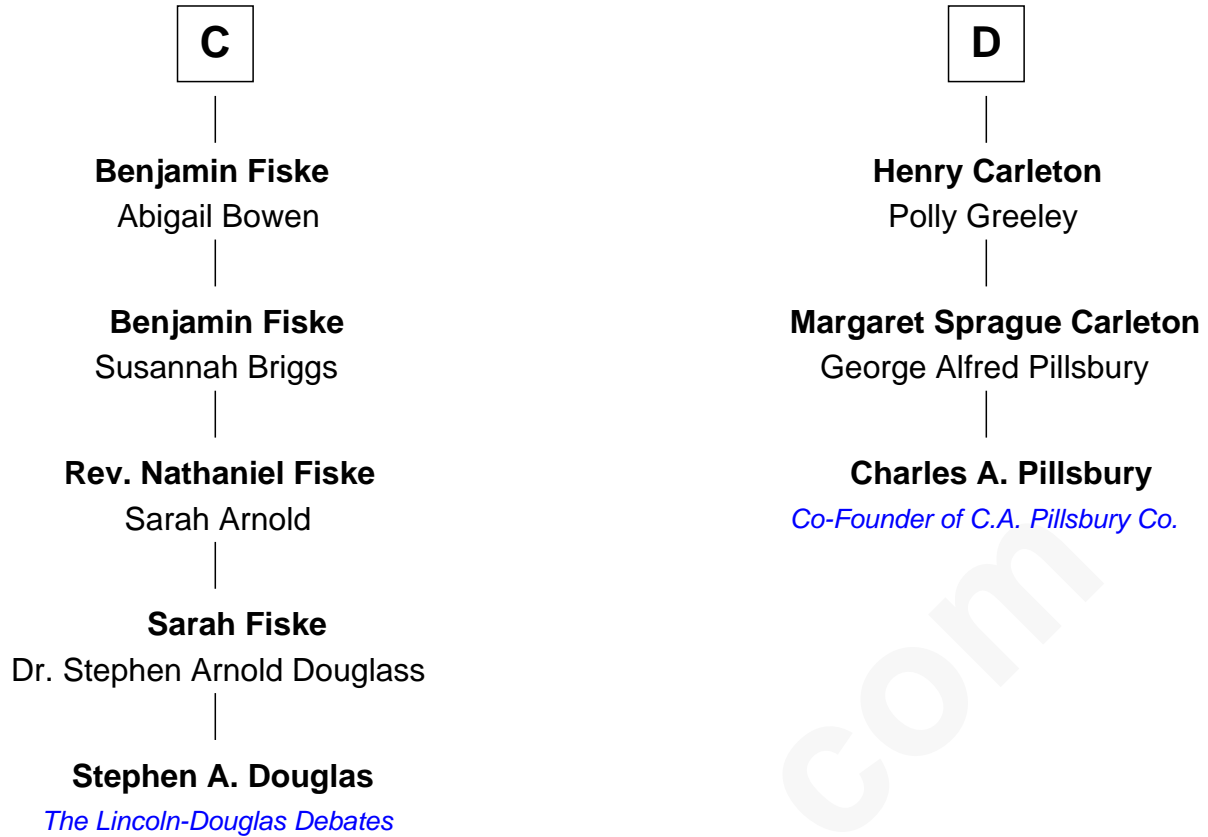 C
Benjamin Fiske
Abigail Bowen
Benjamin Fiske
Susannah Briggs
Rev. Nathaniel Fiske
Sarah Arnold
Sarah Fiske
Dr. Stephen Arnold Douglass
Stephen A. Douglas
The Lincoln-Douglas Debates
D
Henry Carleton
Polly Greeley
Margaret Sprague Carleton
George Alfred Pillsbury
Charles A. Pillsbury
Co-Founder of C.A. Pillsbury Co.
com